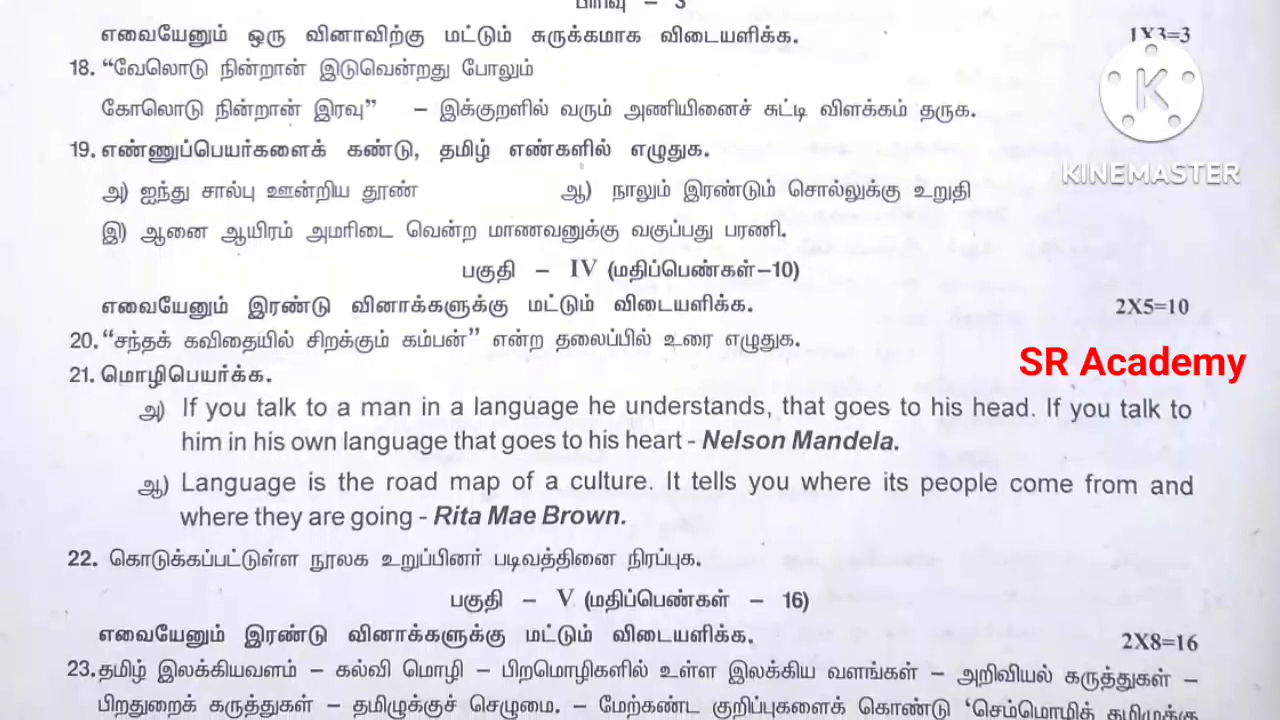 பிரிவு – 3
எவையேனும் ஒரு வினாவிற்கு மட்டும் சுருக்கமாக விடையளிக்க. 1X3=3
18. “வேலொடு நின்றான் இடுவென்றது போலும்
கோலொடு நின்றான் இரவு” – இக்குறளில் வரும் அணியினைச் சுட்டி விளக்கம் தருக.
19. எண்ணுப்பெயர்களைக் கண்டு, தமிழ் எண்களில் எழுதுக.
K
KINEMASTER
அ) ஐந்து சால்பு ஊன்றிய தூண் ஆ) நாலும் இரண்டும் சொல்லுக்கு உறுதி
இ) ஆனை ஆயிரம் அமரிடை வென்ற மாணவனுக்கு வகுப்பது பரணி.
பகுதி – IV (மதிப்பெண்கள்–10)
எவையேனும் இரண்டு வினாக்களுக்கு மட்டும் விடையளிக்க. 2X5=10
20. “சந்தக் கவிதையில் சிறக்கும் கம்பன்” என்ற தலைப்பில் உரை எழுதுக.
SR Academy
21. மொழிபெயர்க்க.
அ) If you talk to a man in a language he understands, that goes to his head. If you talk to
him in his own language that goes to his heart - Nelson Mandela.
ஆ) Language is the road map of a culture. It tells you where its people come from and
where they are going - Rita Mae Brown.
22. கொடுக்கப்பட்டுள்ள நூலக உறுப்பினர் படிவத்தினை நிரப்புக.
பகுதி – V (மதிப்பெண்கள் – 16)
எவையேனும் இரண்டு வினாக்களுக்கு மட்டும் விடையளிக்க. 2X8=16
23. தமிழ் இலக்கியவளம் – கல்வி மொழி – பிறமொழிகளில் உள்ள இலக்கிய வளங்கள் – அறிவியல் கருத்துகள் –
பிறதுறைக் கருத்துகள் – தமிழுக்குச் செழுமை. – மேற்கண்ட குறிப்புகளைக் கொண்டு ‘செம்மொழித் தமிழுக்கு